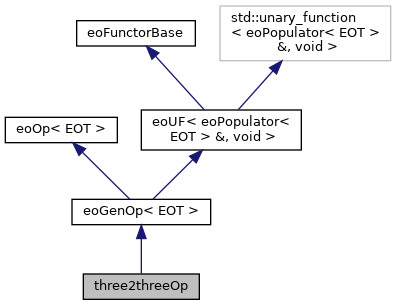 eoFunctorBase
std::unary_function
< eoPopulator< EOT >
&, void >
eoOp< EOT >
eoUF< eoPopulator<
EOT > &, void >
eoGenOp< EOT >
three2threeOp